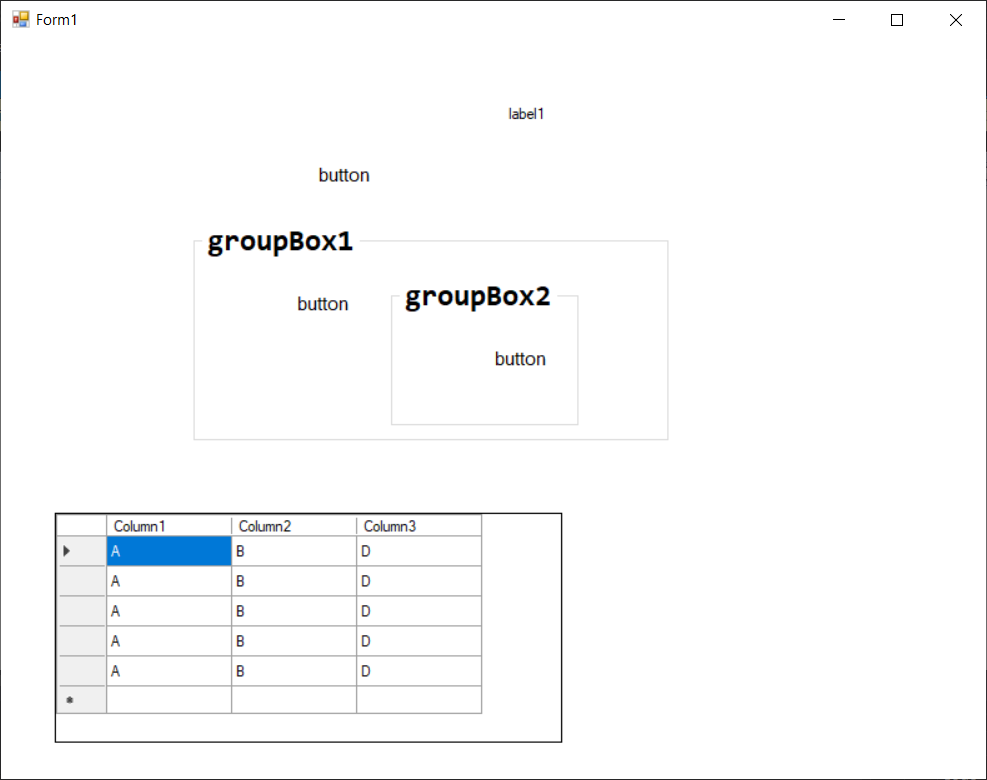 Form1
label1
button
groupBox1
button
groupBox2
button
Column1 Column2 Column3
A B D
A B D
A B D
A B D
A B D
*